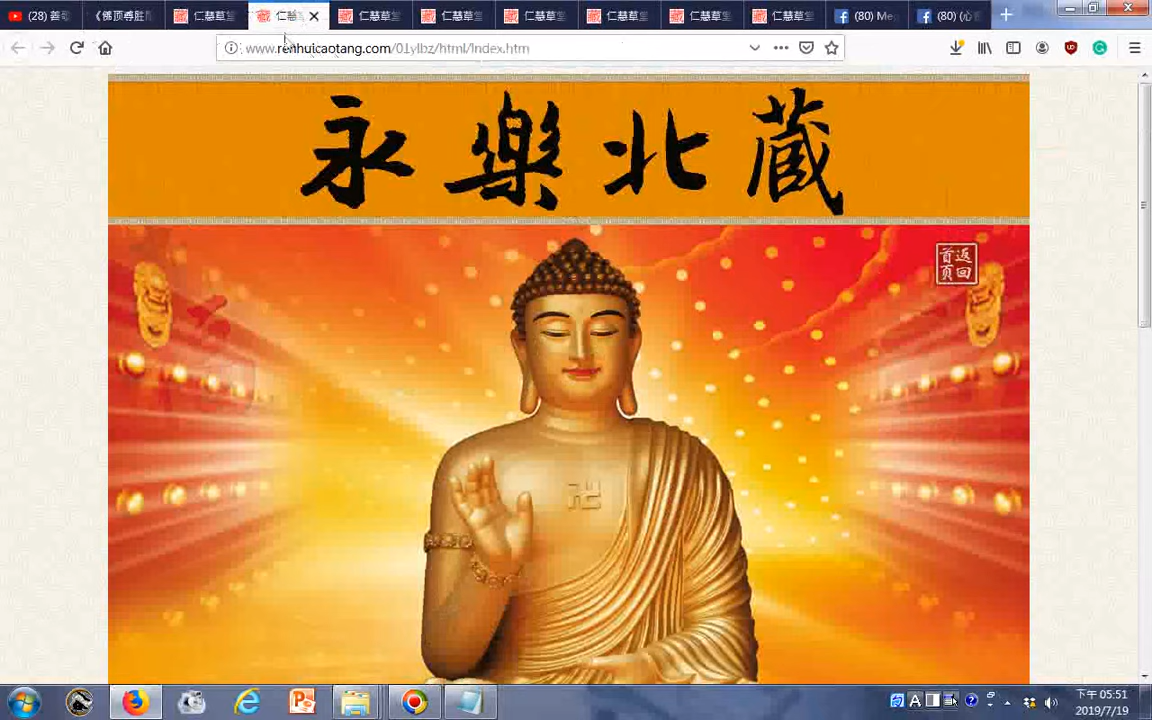 (28) 善
《佛頂尊胜
仁慧草堂
仁慧
仁慧草堂
仁慧草堂
仁慧草堂
仁慧草堂
仁慧草堂
仁慧草堂
(80) Me
(80) (心
www.renhuicaotang.com/01ylbz/html/Index.htm
永樂北藏
返回
首頁
卍
A
下午 05:51
2019/7/19